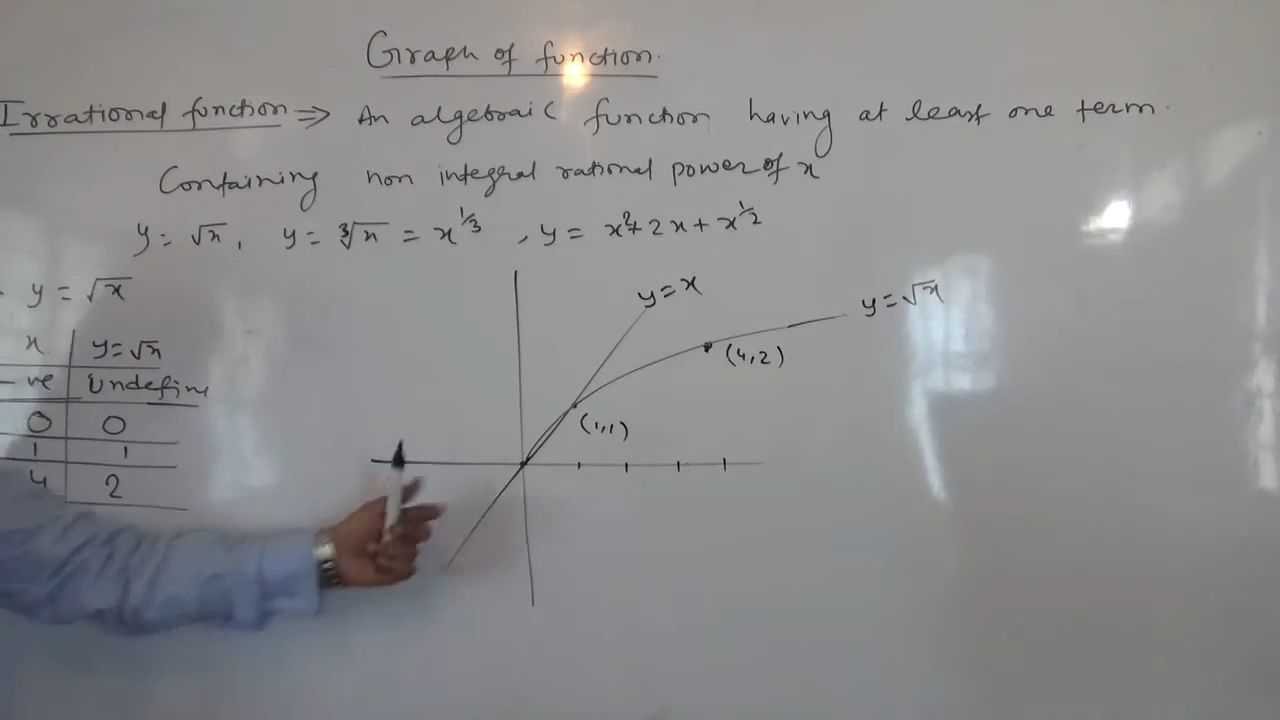 Graph of function.
Irrational function ⇒ An algebraic function having at least one term.
Containing non integral rational power of x
y = √x, y = ∛x = x^1/3, y = x²+2x+x^1/2
y = √x
x | y=√x
-ve | Undefine
0 | 0
1 | 1
4 | 2
y=x
y=√x
(4,2)
(1,1)